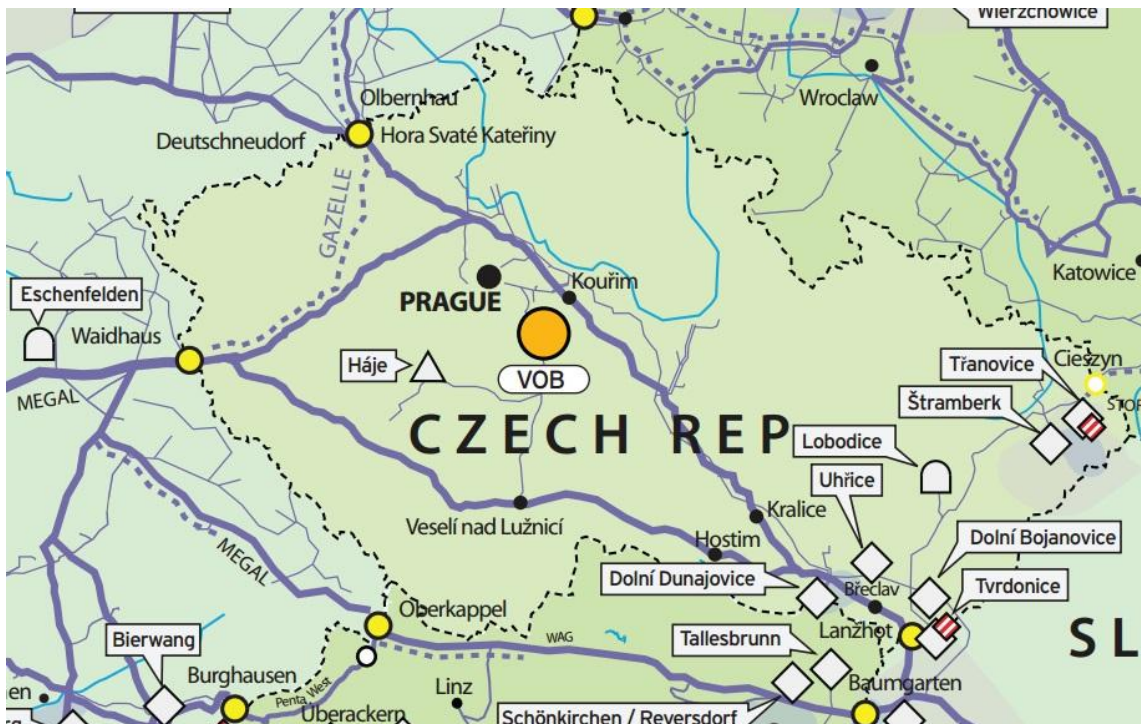 Wierzchowice
Wroclaw
Olbernhau
Deutschneudorf
Hora Svaté Kateřiny
GAZELLE
Katowice
Kouřim
PRAGUE
Eschenfelden
Waidhaus
Háje
VOB
Cieszyn
Třanovice
MEGAL
STOR
Štramberk
CZECH REP
Lobodice
Uhřice
Veselí nad Lužnicí
Kralice
Hostim
Dolní Bojanovice
MEGAL
Dolní Dunajovice
Břeclav
Tvrdonice
Oberkappel
Lanžhot
WAG
Tallesbrunn
SL
Bierwang
Burghausen
Penta West
Linz
Baumgarten
Überackern
Schönkirchen / Reyersdorf